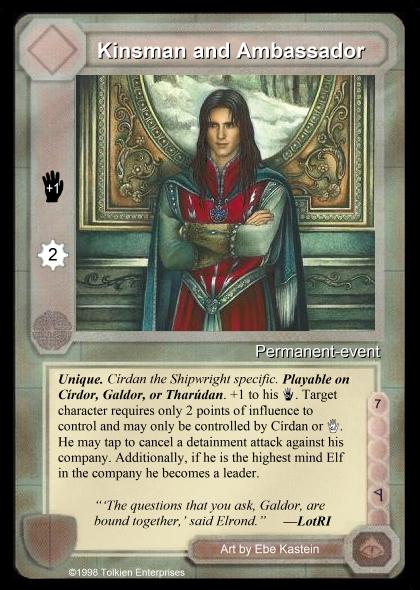 Kinsman and Ambassador
+1
2
Permanent-event
Unique. Círdan the Shipwright specific. Playable on
Círdor, Galdor, or Tharúdan. +1 to his . Target
character requires only 2 points of influence to
control and may only be controlled by Círdan or .
He may tap to cancel a detainment attack against his
company. Additionally, if he is the highest mind Elf
in the company he becomes a leader.
7
“‘The questions that you ask, Galdor, are
bound together,’ said Elrond.” —LotRI
Art by Ebe Kastein
©1998 Tolkien Enterprises